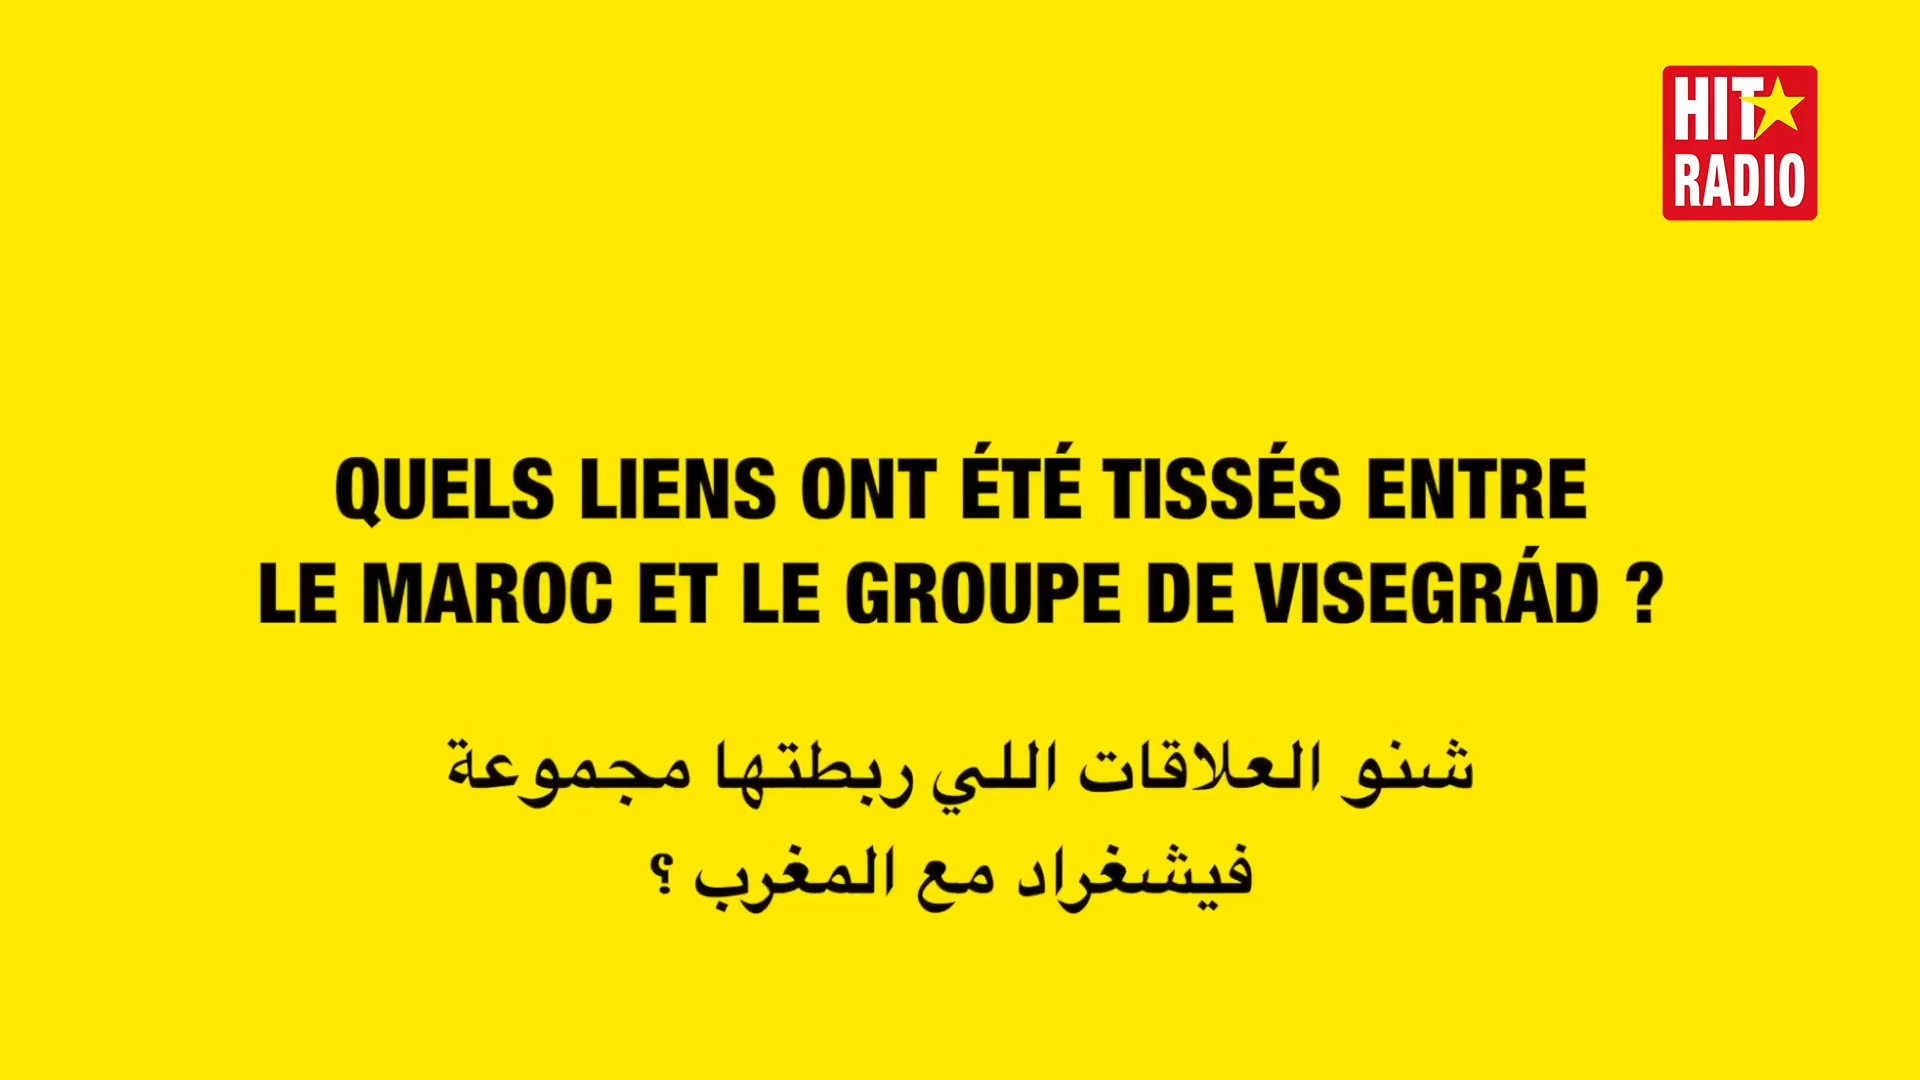 HIT
RADIO
QUELS LIENS ONT ÉTÉ TISSÉS ENTRE
LE MAROC ET LE GROUPE DE VISEGRÁD ?
شنو العلاقات اللي ربطتها مجموعة
فيشغراد مع المغرب ؟